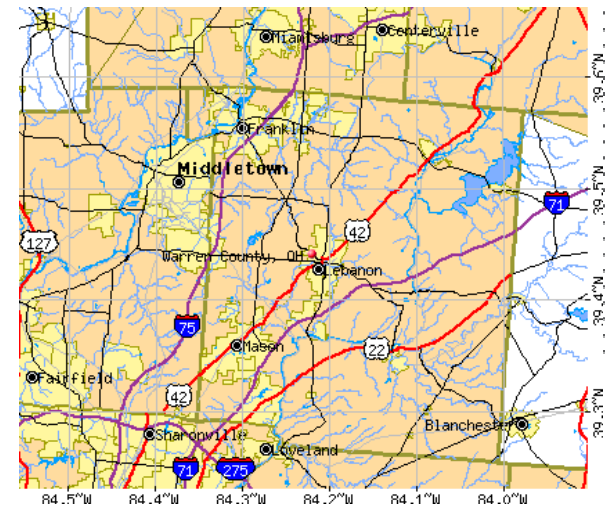 Miamisburg
Centerville
39.6°N
Franklin
Middletown
39.5°N
71
127
42
Warren County, OH
Lebanon
39.4°N
75
22
Mason
Fairfield
42
39.3°N
Blanchester
Sharonville
Loveland
71
275
84.5°W 84.4°W 84.3°W 84.2°W 84.1°W 84.0°W